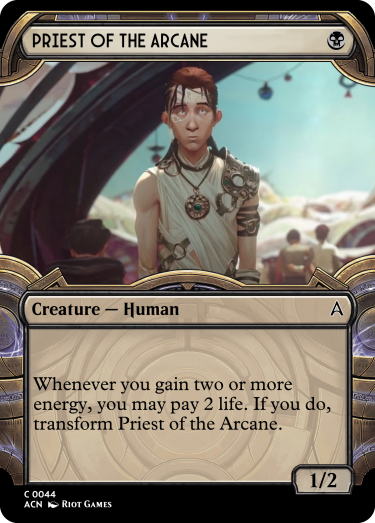 PRIEST OF THE ARCANE
Creature — Human
Whenever you gain two or more
energy, you may pay 2 life. If you do,
transform Priest of the Arcane.
1/2
C 0044
ACN Riot Games